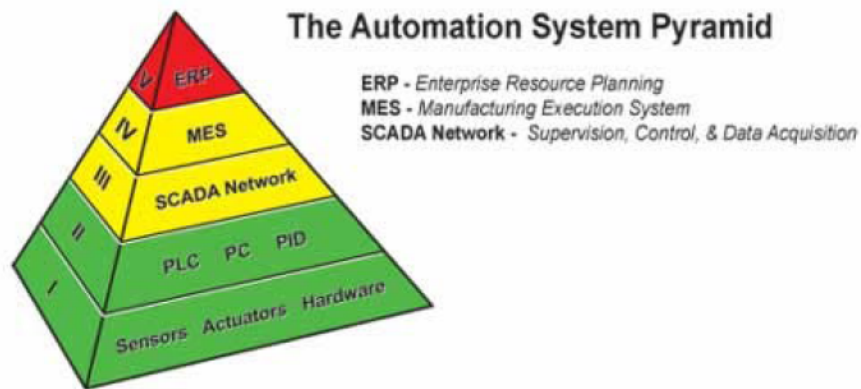 The Automation System Pyramid
ERP - Enterprise Resource Planning
MES - Manufacturing Execution System
SCADA Network - Supervision, Control, & Data Acquisition
V ERP
IV MES
III SCADA Network
II PLC PC PID
I Sensors Actuators Hardware